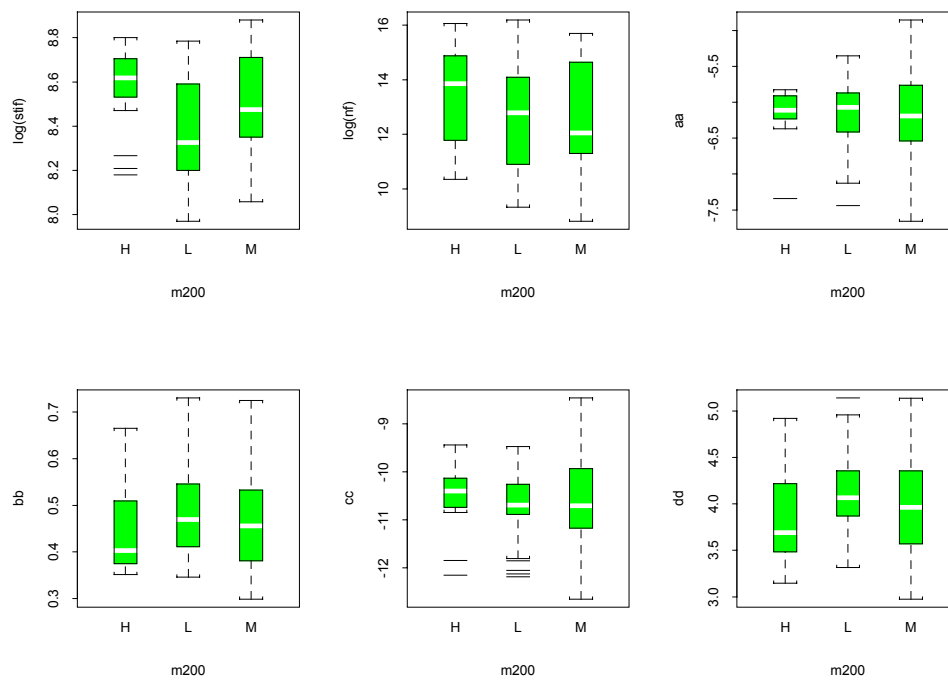 log(stif)
8.0 8.2 8.4 8.6 8.8
H L M
m200
log(nf)
10 12 14 16
H L M
m200
aa
-7.5 -6.5 -5.5
H L M
m200
bb
0.3 0.4 0.5 0.6 0.7
H L M
m200
cc
-12 -11 -10 -9
H L M
m200
dd
3.0 3.5 4.0 4.5 5.0
H L M
m200